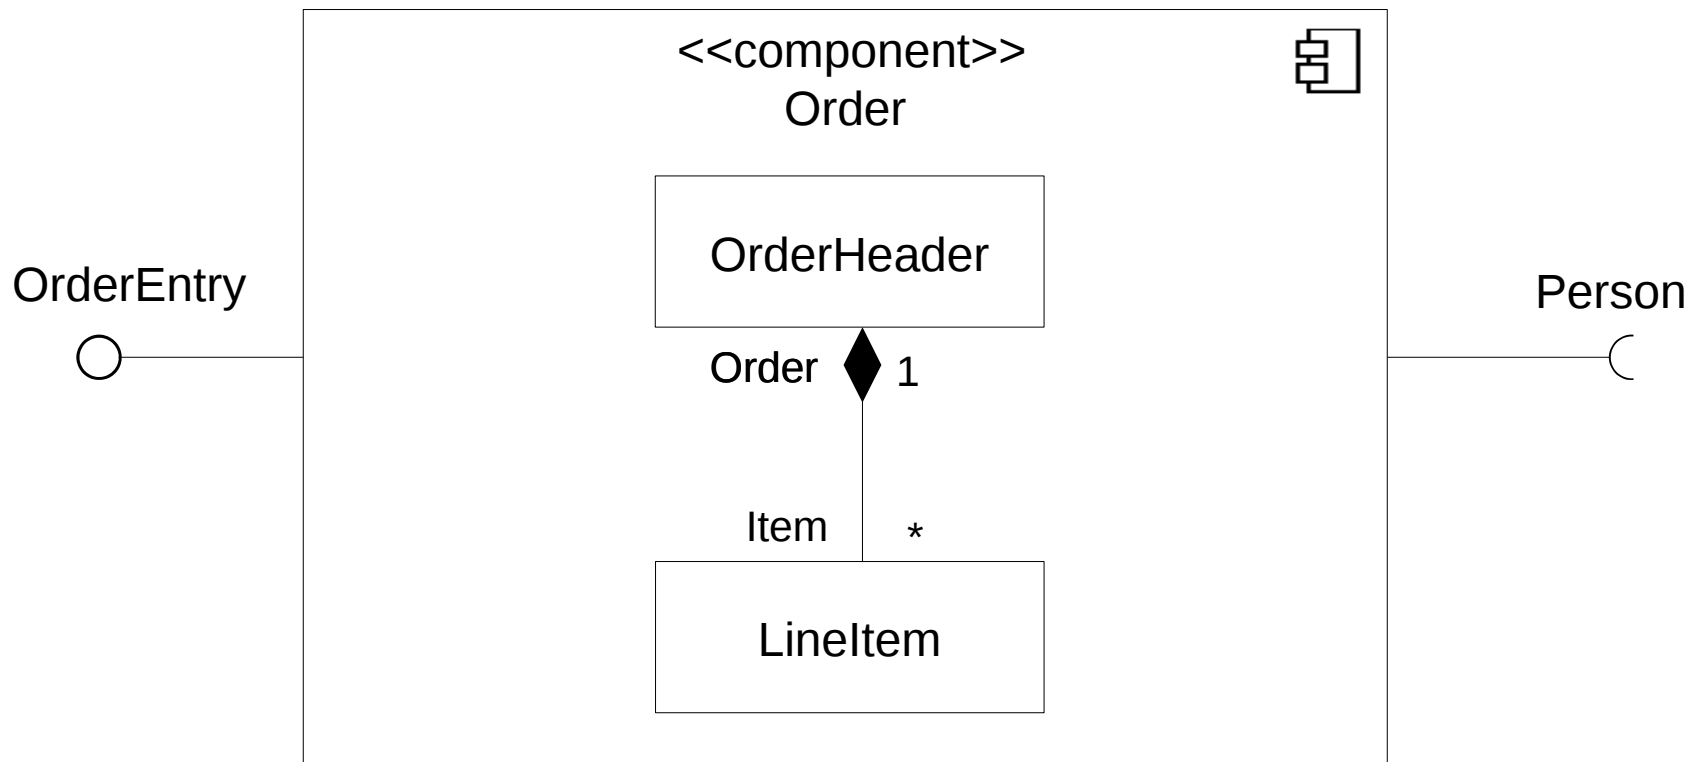 <<component>>
Order
OrderHeader
OrderEntry
Person
Order 1
Item *
LineItem